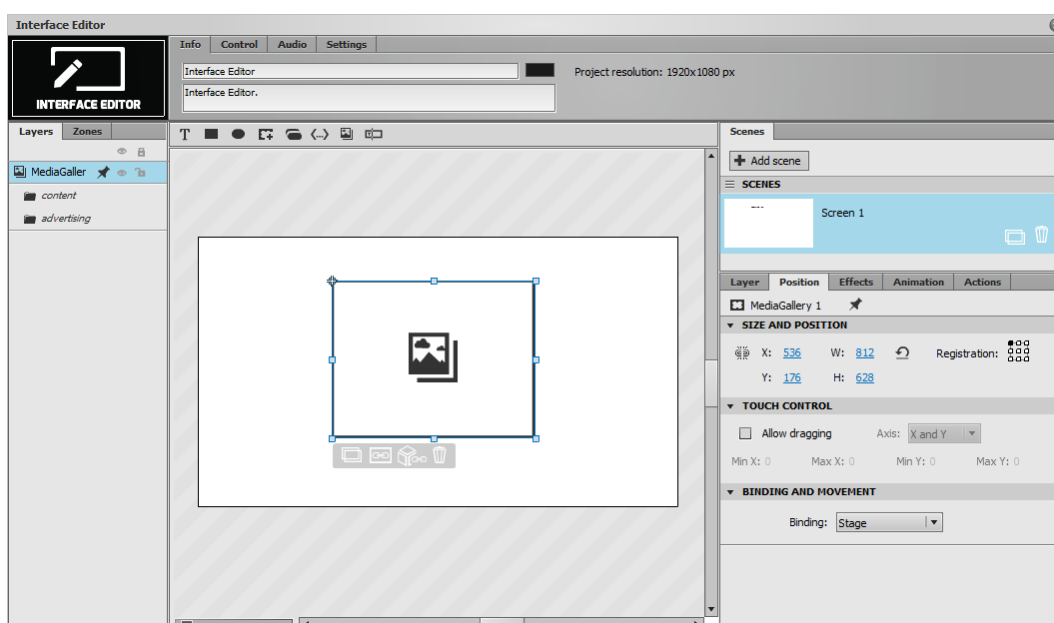 Interface Editor
INTERFACE EDITOR
Info Control Audio Settings
Interface Editor
Project resolution: 1920x1080 px
Interface Editor.
Layers Zones
MediaGaller
content
advertising
T
Scenes
Add scene
SCENES
Screen 1
Layer Position Effects Animation Actions
MediaGallery 1
SIZE AND POSITION
X: 536 W: 812 Registration:
Y: 176 H: 628
TOUCH CONTROL
Allow dragging Axis: X and Y
Min X: 0 Max X: 0 Min Y: 0 Max Y: 0
BINDING AND MOVEMENT
Binding: Stage